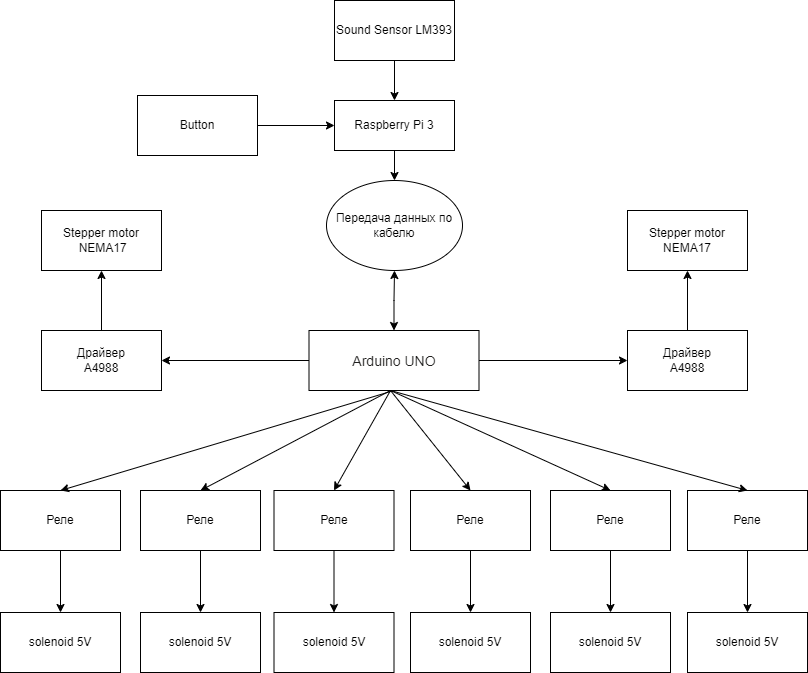 Sound Sensor LM393
Button
Raspberry Pi 3
Передача данных по
кабелю
Stepper motor
NEMA17
Stepper motor
NEMA17
Драйвер
A4988
Arduino UNO
Драйвер
A4988
Реле
Реле
Реле
Реле
Реле
Реле
solenoid 5V
solenoid 5V
solenoid 5V
solenoid 5V
solenoid 5V
solenoid 5V